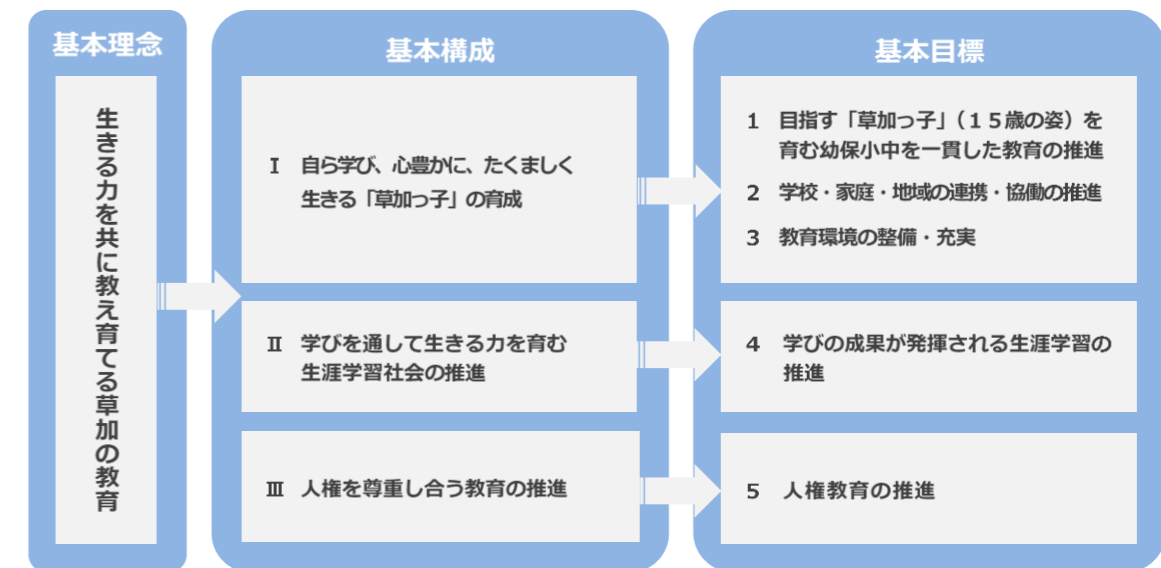 基本理念
生きる力を共に教え育てる草加の教育
基本構成
Ⅰ 自ら学び、心豊かに、たくましく
生きる「草加っ子」の育成
Ⅱ 学びを通して生きる力を育む
生涯学習社会の推進
Ⅲ 人権を尊重し合う教育の推進
基本目標
1 目指す「草加っ子」（１５歳の姿）を
育む幼保小中を一貫した教育の推進
2 学校・家庭・地域の連携・協働の推進
3 教育環境の整備・充実
4 学びの成果が発揮される生涯学習の
推進
5 人権教育の推進